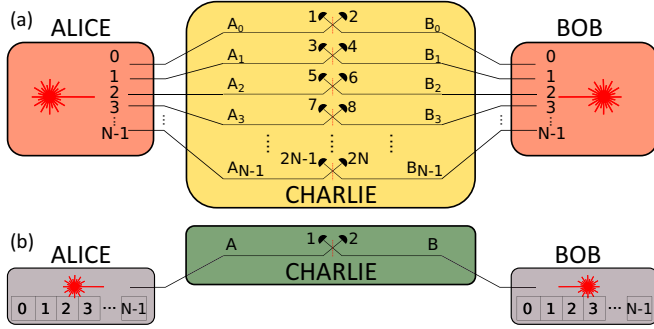 (a) ALICE BOB
0 A₀ 1 2 B₀ 0
1 A₁ 3 4 B₁ 1
2 A₂ 5 6 B₂ 2
3 A₃ 7 8 B₃ 3
N-1 A_N-1 2N-1 2N B_N-1 N-1
CHARLIE
(b) ALICE BOB
A 1 2 B
CHARLIE
0 1 2 3 ··· N-1 0 1 2 3 ··· N-1